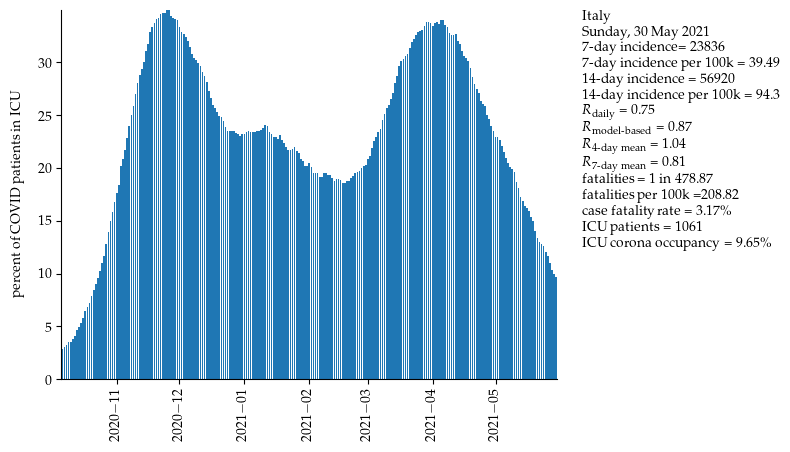 percent of COVID patients in ICU
30
25
20
15
10
5
0
2020−11
2020−12
2021−01
2021−02
2021−03
2021−04
2021−05
Italy
Sunday, 30 May 2021
7-day incidence= 23836
7-day incidence per 100k = 39.49
14-day incidence = 56920
14-day incidence per 100k = 94.3
R daily = 0.75
R model-based = 0.87
R 4-day mean = 1.04
R 7-day mean = 0.81
fatalities = 1 in 478.87
fatalities per 100k =208.82
case fatality rate = 3.17%
ICU patients = 1061
ICU corona occupancy = 9.65%